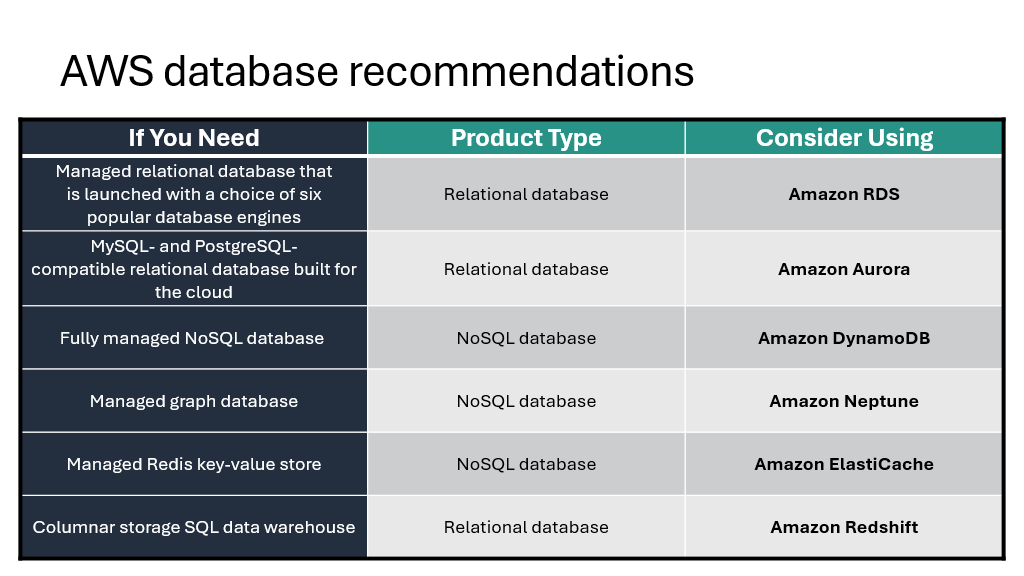 AWS database recommendations
If You Need
Product Type
Consider Using
Managed relational database that
is launched with a choice of six
popular database engines
Relational database
Amazon RDS
MySQL- and PostgreSQL-
compatible relational database built for
the cloud
Relational database
Amazon Aurora
Fully managed NoSQL database
NoSQL database
Amazon DynamoDB
Managed graph database
NoSQL database
Amazon Neptune
Managed Redis key-value store
NoSQL database
Amazon ElastiCache
Columnar storage SQL data warehouse
Relational database
Amazon Redshift